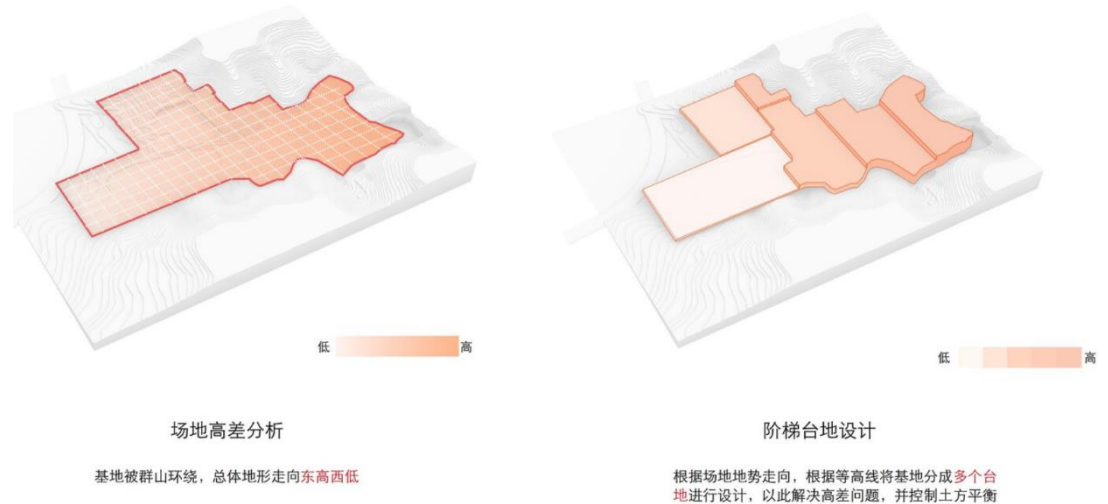 低
高
低
高
场地高差分析
阶梯台地设计
基地被群山环绕，总体地形走向东高西低
根据场地地势走向，根据等高线将基地分成多个台
地进行设计，以此解决高差问题，并控制土方平衡